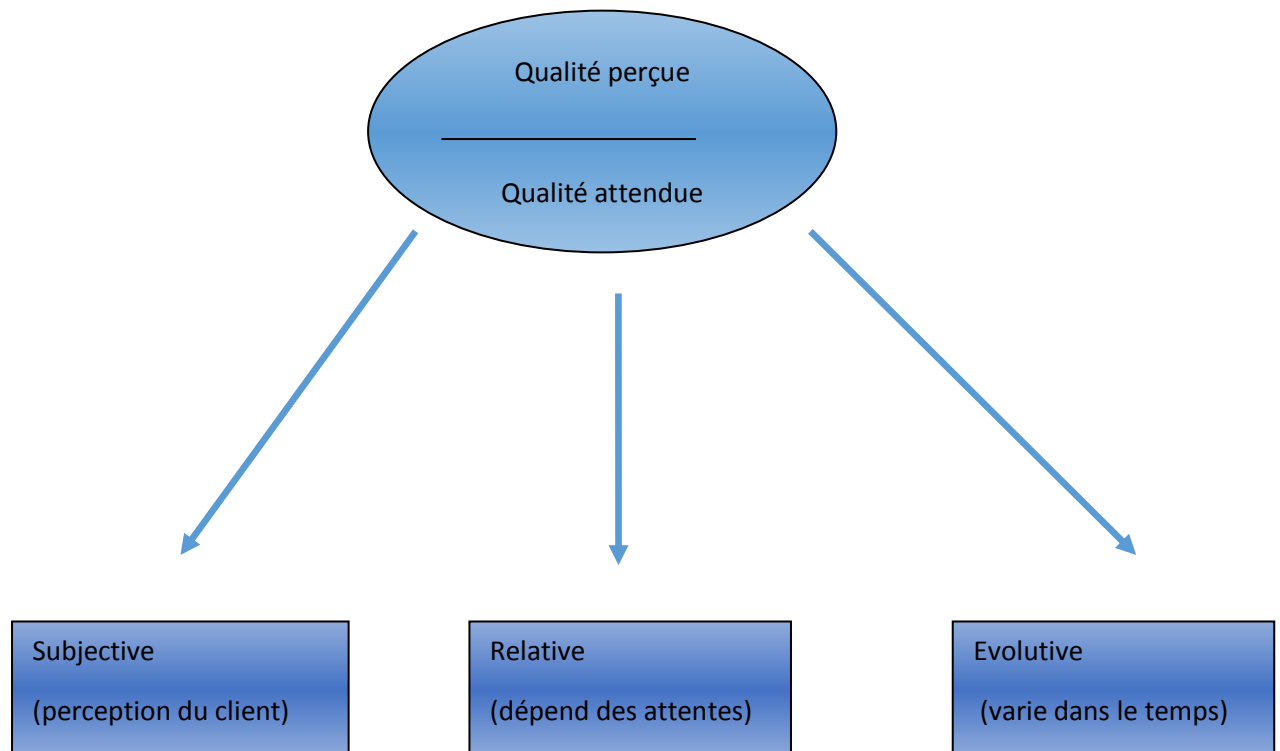 Qualité perçue
Qualité attendue
Subjective
(perception du client)
Relative
(dépend des attentes)
Evolutive
(varie dans le temps)